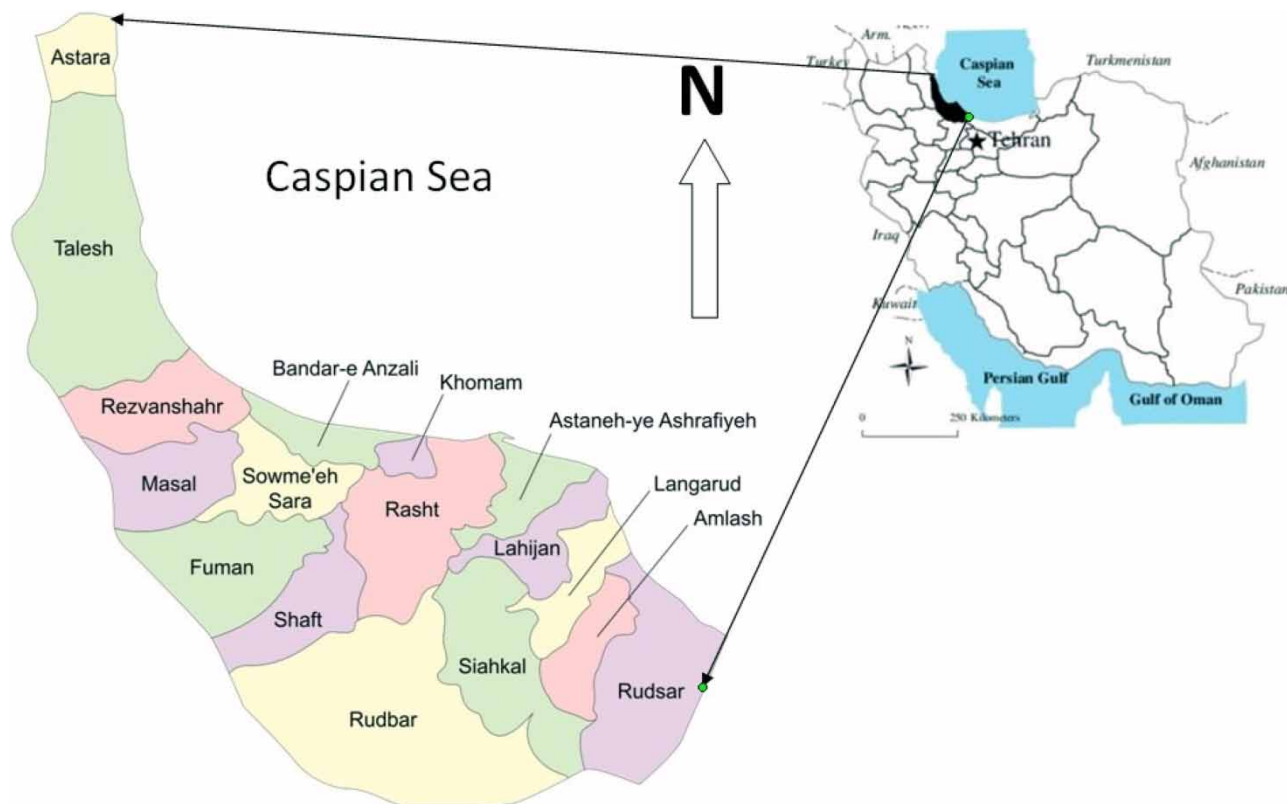 Astara
N
Caspian Sea
Talesh
Bandar-e Anzali
Khomam
Rezvanshahr
Astaneh-ye Ashrafiyeh
Masal
Sowme'eh
Sara
Rasht
Langarud
Amlash
Lahijan
Fuman
Shaft
Siahkal
Rudsar
Rudbar
Arm.
Turkey
Caspian
Sea
Turkmenistan
Tehran
Afghanistan
Iraq
Kuwait
Pakistan
N
Persian Gulf
Gulf of Oman
0
250 Kilometers